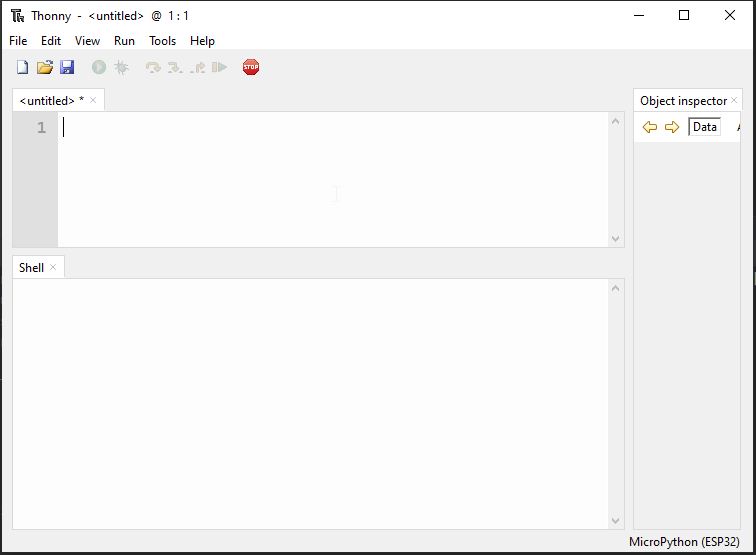 Thonny - <untitled> @ 1 : 1
File Edit View Run Tools Help
STOP
<untitled> *
1
Object inspector
Data
Shell
MicroPython (ESP32)